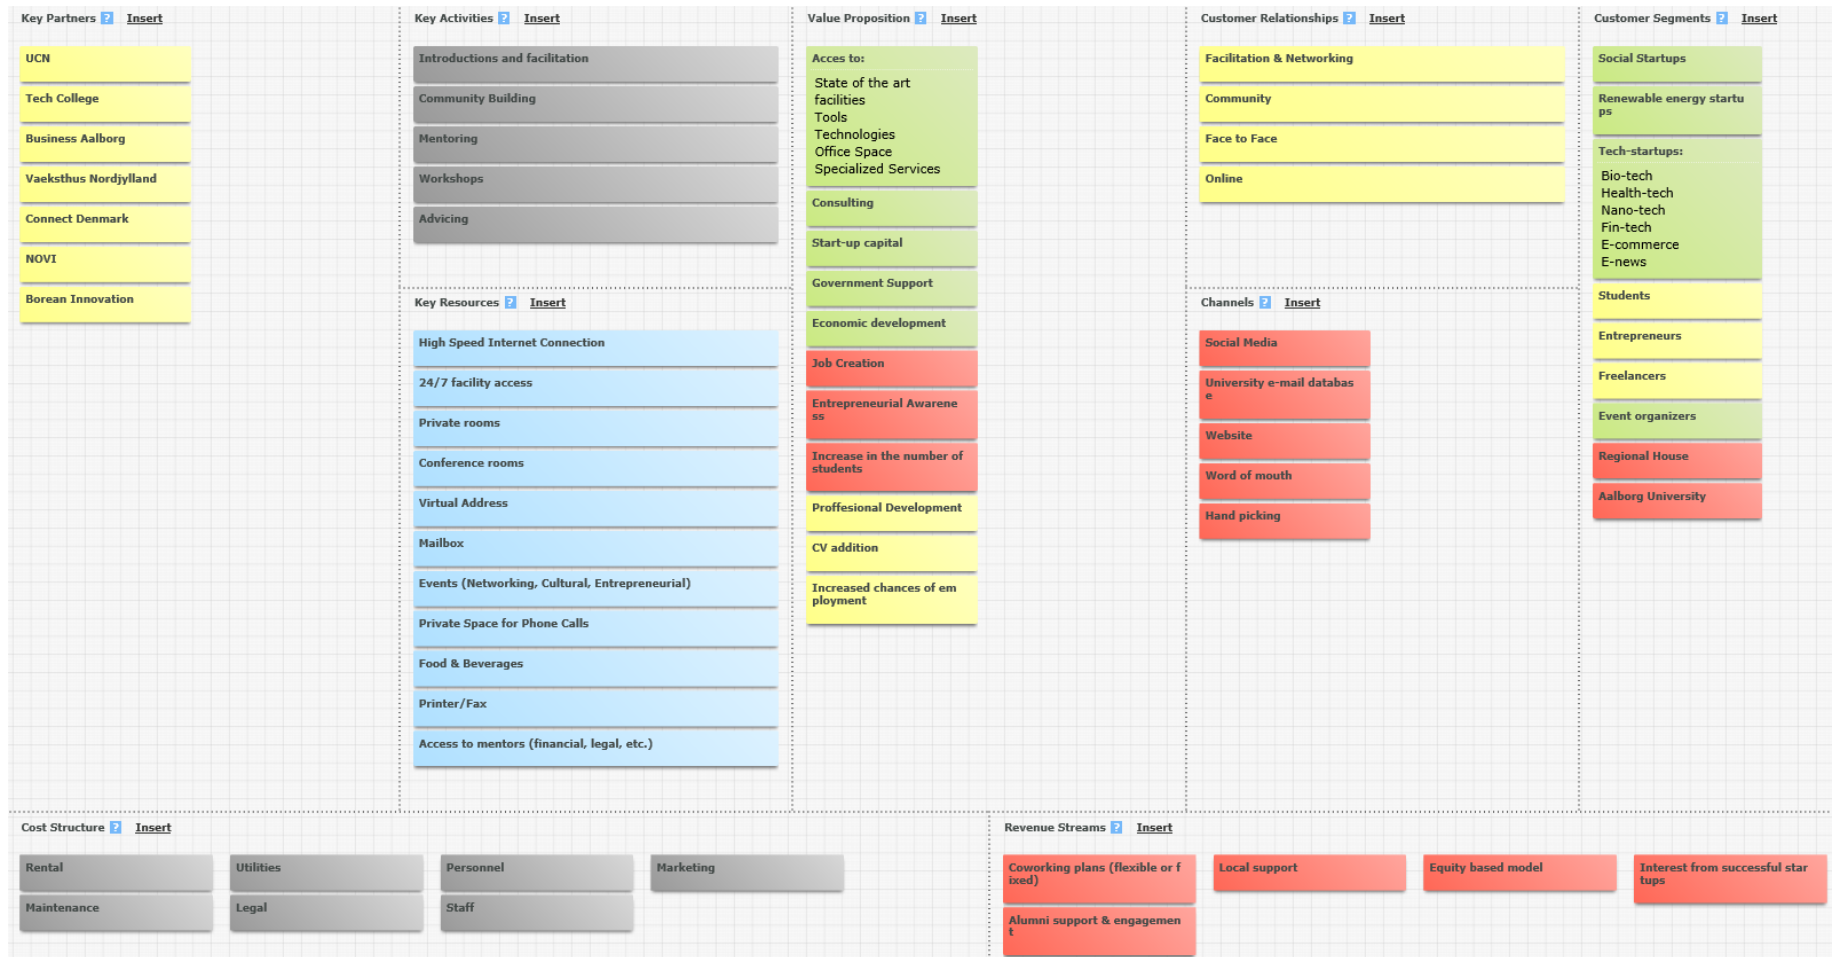 Key Partners ? Insert
UCN
Tech College
Business Aalborg
Vaeksthus Nordjylland
Connect Denmark
NOVI
Borean Innovation
Key Activities ? Insert
Introductions and facilitation
Community Building
Mentoring
Workshops
Advicing
Key Resources ? Insert
High Speed Internet Connection
24/7 facility access
Private rooms
Conference rooms
Virtual Address
Mailbox
Events (Networking, Cultural, Entrepreneurial)
Private Space for Phone Calls
Food & Beverages
Printer/Fax
Access to mentors (financial, legal, etc.)
Value Proposition ? Insert
Acces to:
State of the art
facilities
Tools
Technologies
Office Space
Specialized Services
Consulting
Start-up capital
Government Support
Economic development
Job Creation
Entrepreneurial Awarene
ss
Increase in the number of
students
Proffesional Development
CV addition
Increased chances of em
ployment
Customer Relationships ? Insert
Facilitation & Networking
Community
Face to Face
Online
Channels ? Insert
Social Media
University e-mail databas
e
Website
Word of mouth
Hand picking
Customer Segments ? Insert
Social Startups
Renewable energy startu
ps
Tech-startups:
Bio-tech
Health-tech
Nano-tech
Fin-tech
E-commerce
E-news
Students
Entrepreneurs
Freelancers
Event organizers
Regional House
Aalborg University
Cost Structure ? Insert
Rental
Utilities
Personnel
Marketing
Maintenance
Legal
Staff
Revenue Streams ? Insert
Coworking plans (flexible or f
ixed)
Local support
Equity based model
Interest from successful star
tups
Alumni support & engagemen
t